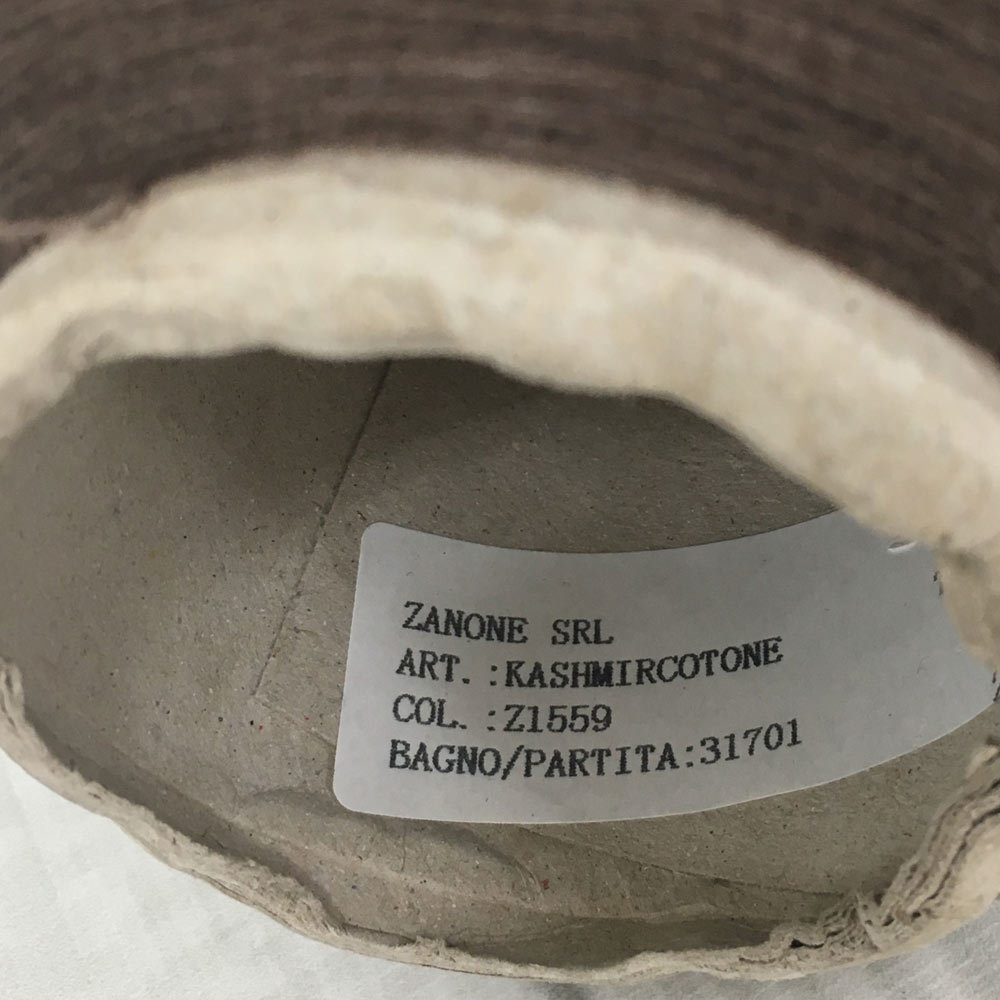 ZANONE SRL
ART. :KASHMIRCOTONE
COL. :Z1559
BAGNO/PARTITA:31701